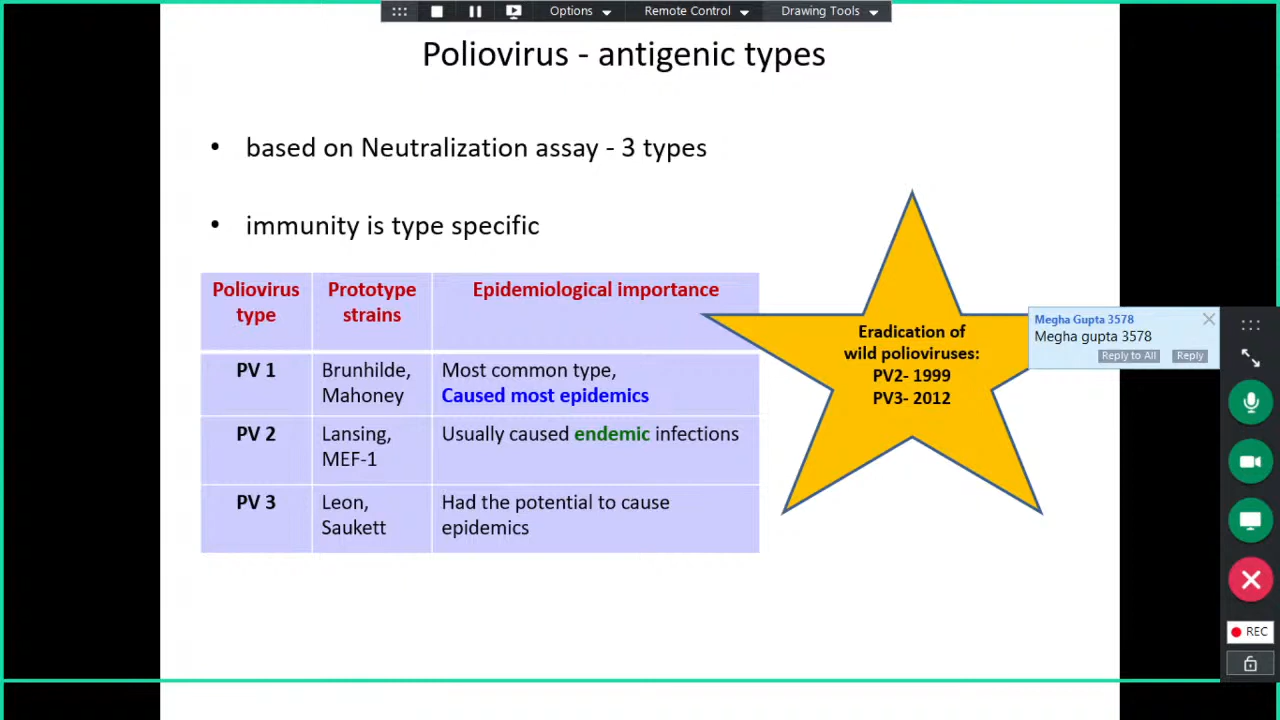 Options
Remote Control
Drawing Tools
Poliovirus - antigenic types
• based on Neutralization assay - 3 types
• immunity is type specific
Poliovirus type
Prototype strains
Epidemiological importance
PV 1
Brunhilde,
Mahoney
Most common type,
Caused most epidemics
PV 2
Lansing,
MEF-1
Usually caused endemic infections
PV 3
Leon,
Saukett
Had the potential to cause
epidemics
Eradication of
wild polioviruses:
PV2- 1999
PV3- 2012
Megha Gupta 3578
Megha gupta 3578
Reply to All
Reply
REC